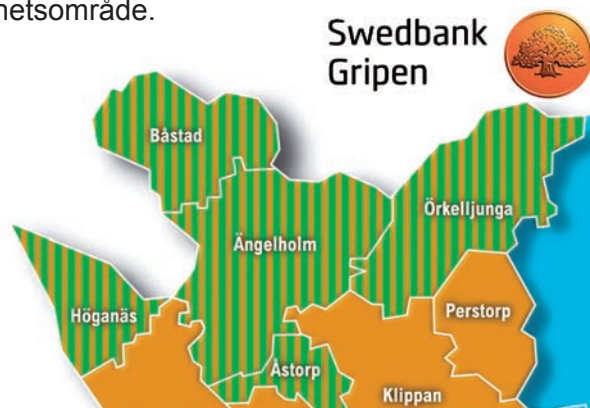 netsområde.
Swedbank
Gripen
Båstad
Örkelljunga
Ängelholm
Höganäs
Perstorp
Åstorp
Klippan